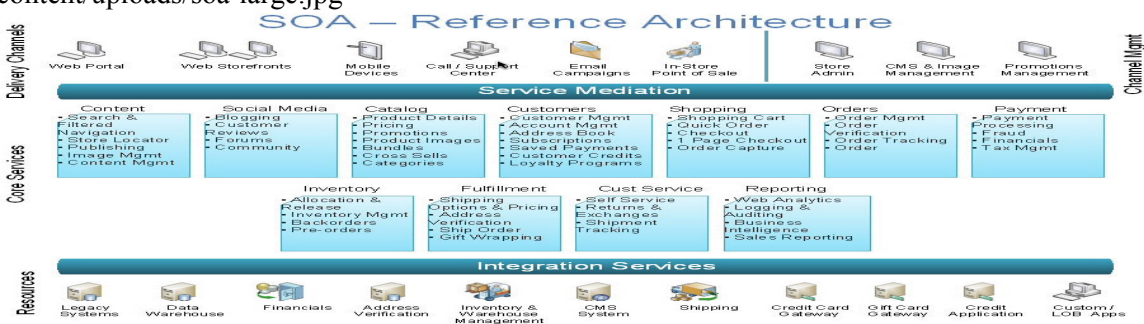 content/uploads/soa-large.jpg
SOA – Reference Architecture
Delivery Channels
Web Portal
Web Storefronts
Mobile
Devices
Call / Support
Center
Email
Campaigns
In-Store
Point of Sale
Store
Admin
CMS & Image
Management
Promotions
Management
Channel Mgmt
Service Mediation
Core Services
Content
- Search &
Filtered
Navigation
- Store Locator
- Publishing
- Image Mgmt
- Content Mgmt
Social Media
- Blogging
- Customer
Reviews
- Forums
- Community
Catalog
- Product Details
- Pricing
- Promotions
- Product Images
- Bundles
- Cross Sells
- Categories
Customers
- Customer Mgmt
- Account Mgmt
- Address Book
- Subscriptions
- Saved Payments
- Customer Credits
- Loyalty Programs
Shopping
- Shopping Cart
- Quick Order
- Checkout
- 1 Page Checkout
- Order Capture
Orders
- Order Mgmt
- Order
Verification
- Order Tracking
- Order
Payment
- Payment
Processing
- Fraud
- Financials
- Tax Mgmt
Inventory
- Allocation &
Release
- Inventory Mgmt
- Backorders
- Pre-orders
Fulfillment
- Shipping
Options & Pricing
- Address
Verification
- Ship Order
- Gift Wrapping
Cust Service
- Self Service
- Returns &
Exchanges
- Shipment
Tracking
Reporting
- Web Analytics
- Logging &
Auditing
- Business
Intelligence
- Sales Reporting
Integration Services
Resources
Legacy
Systems
Data
Warehouse
Financials
Address
Verification
Inventory &
Warehouse
Management
CMS
System
Shipping
Credit Card
Gateway
Gift Card
Gateway
Credit
Application
Custom /
LOB Apps